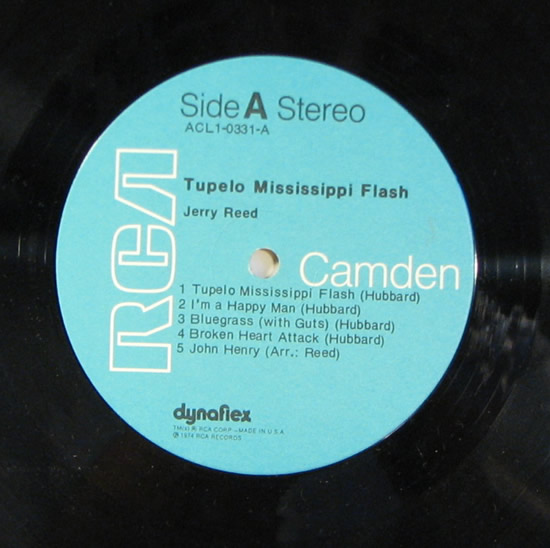 Side A Stereo
ACL1-0331-A
RCA
Tupelo Mississippi Flash
Jerry Reed
Camden
1 Tupelo Mississippi Flash (Hubbard)
2 I'm a Happy Man (Hubbard)
3 Bluegrass (with Guts) (Hubbard)
4 Broken Heart Attack (Hubbard)
5 John Henry (Arr.: Reed)
dynaflex
TM(s) ® RCA CORP.–MADE IN U.S.A.
℗ 1974 RCA RECORDS